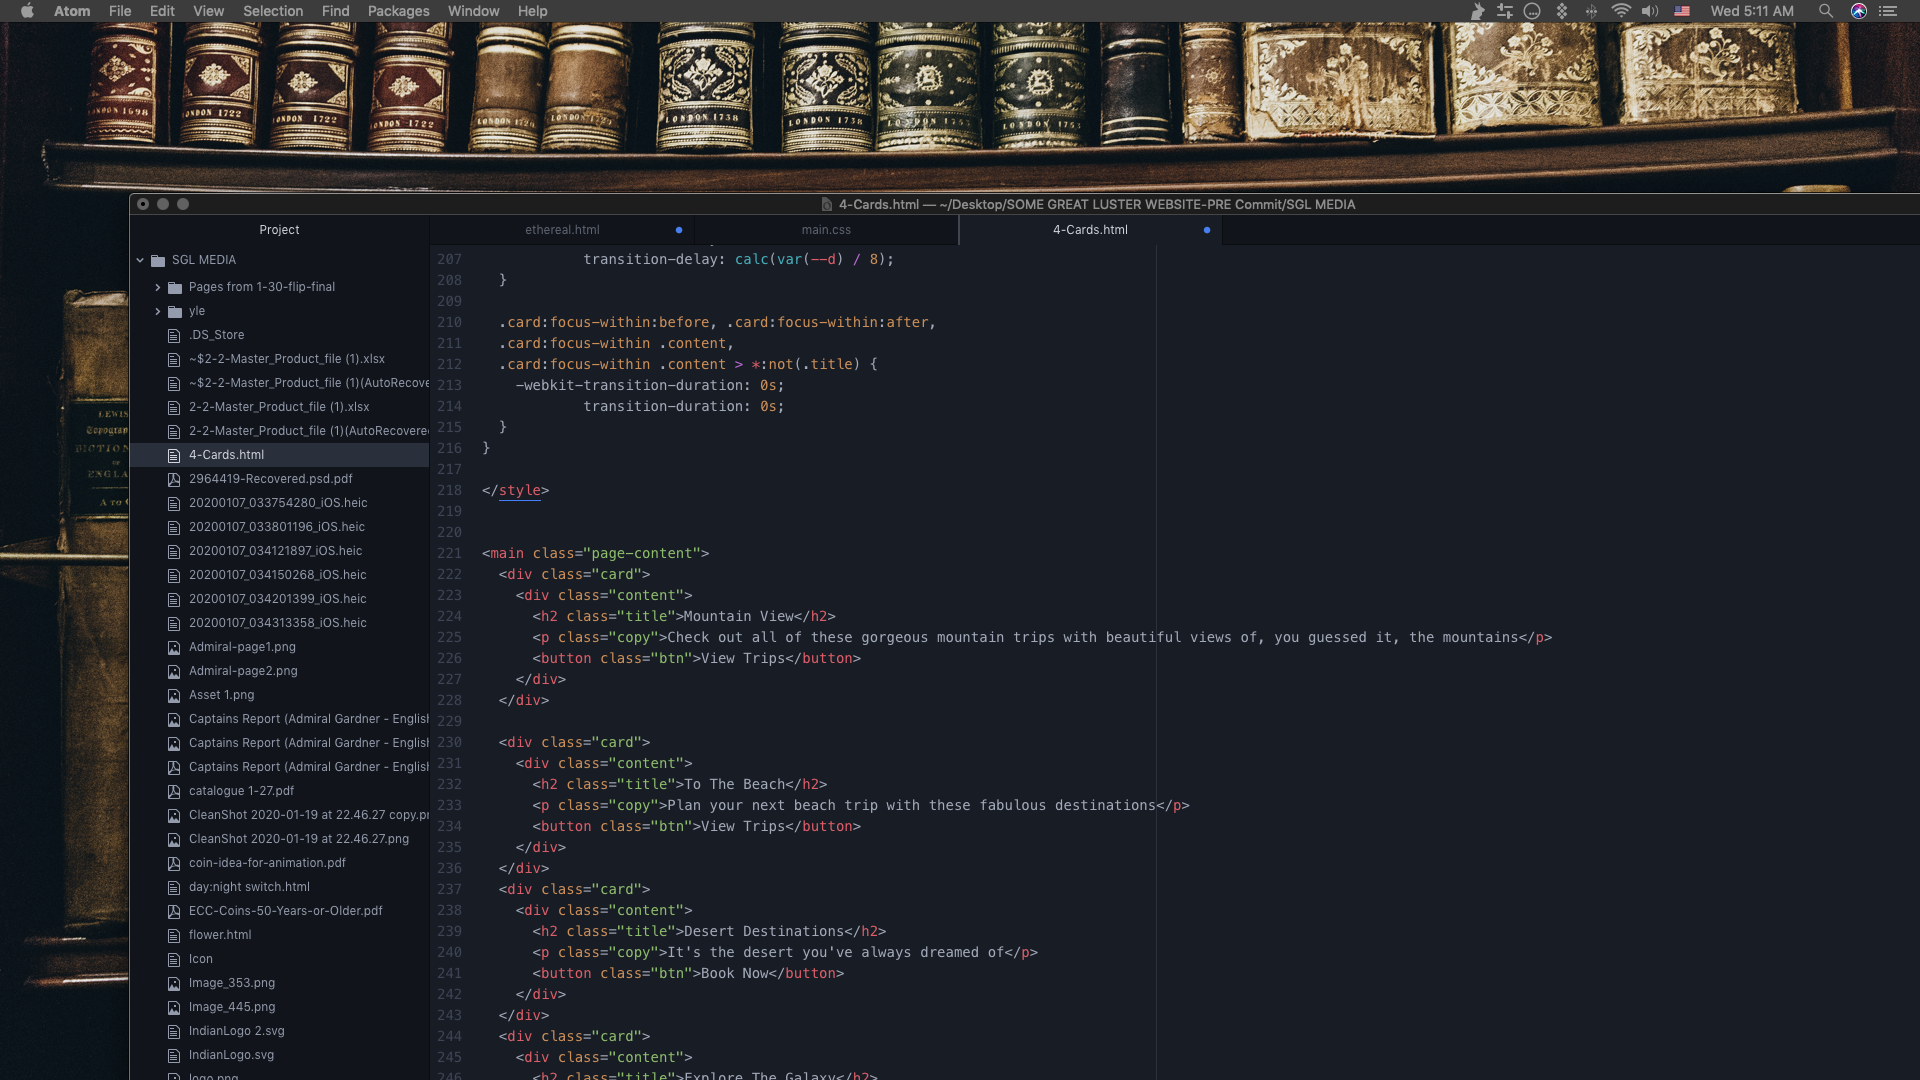 Atom File Edit View Selection Find Packages Window Help
Wed 5:11 AM
LONDON 1698
LONDON 1722
LONDON 1722
LONDON 1722
LONDON 1738
LONDON 1738
LONDON 1753
LONDON 1753
LEWIS
DICTION
ENGLA
A to
4-Cards.html — ~/Desktop/SOME GREAT LUSTER WEBSITE-PRE Commit/SGL MEDIA
Project
ethereal.html
main.css
4-Cards.html
SGL MEDIA
Pages from 1-30-flip-final
yle
.DS_Store
~$2-2-Master_Product_file (1).xlsx
~$2-2-Master_Product_file (1)(AutoRecove
2-2-Master_Product_file (1).xlsx
2-2-Master_Product_file (1)(AutoRecovere
4-Cards.html
2964419-Recovered.psd.pdf
20200107_033754280_iOS.heic
20200107_033801196_iOS.heic
20200107_034121897_iOS.heic
20200107_034150268_iOS.heic
20200107_034201399_iOS.heic
20200107_034313358_iOS.heic
Admiral-page1.png
Admiral-page2.png
Asset 1.png
Captains Report (Admiral Gardner - English
Captains Report (Admiral Gardner - English
Captains Report (Admiral Gardner - English
catalogue 1-27.pdf
CleanShot 2020-01-19 at 22.46.27 copy.pn
CleanShot 2020-01-19 at 22.46.27.png
coin-idea-for-animation.pdf
day:night switch.html
ECC-Coins-50-Years-or-Older.pdf
flower.html
Icon
Image_353.png
Image_445.png
IndianLogo 2.svg
IndianLogo.svg
logo.png
207 transition-delay: calc(var(--d) / 8);
208 }
209
210 .card:focus-within:before, .card:focus-within:after,
211 .card:focus-within .content,
212 .card:focus-within .content > *:not(.title) {
213 -webkit-transition-duration: 0s;
214 transition-duration: 0s;
215 }
216 }
217
218 </style>
219
220
221 <main class="page-content">
222 <div class="card">
223 <div class="content">
224 <h2 class="title">Mountain View</h2>
225 <p class="copy">Check out all of these gorgeous mountain trips with beautiful views of, you guessed it, the mountains</p>
226 <button class="btn">View Trips</button>
227 </div>
228 </div>
229
230 <div class="card">
231 <div class="content">
232 <h2 class="title">To The Beach</h2>
233 <p class="copy">Plan your next beach trip with these fabulous destinations</p>
234 <button class="btn">View Trips</button>
235 </div>
236 </div>
237 <div class="card">
238 <div class="content">
239 <h2 class="title">Desert Destinations</h2>
240 <p class="copy">It's the desert you've always dreamed of</p>
241 <button class="btn">Book Now</button>
242 </div>
243 </div>
244 <div class="card">
245 <div class="content">
246 <h2 class="title">Explore The Galaxy</h2>